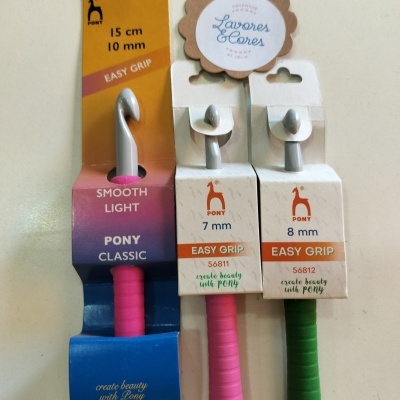 PONY
15 cm
10 mm
EASY GRIP
SMOOTH
LIGHT
PONY
CLASSIC
create beauty
with Pony
Lavores
&Cores
PONY
7 mm
EASY GRIP
56811
create beauty
with PONY
PONY
8 mm
EASY GRIP
56812
create beauty
with PONY